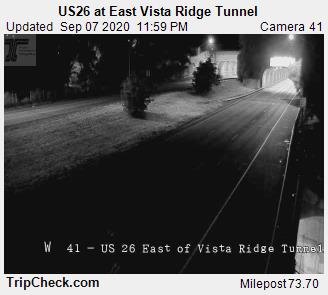 US26 at East Vista Ridge Tunnel
Updated Sep 07 2020 11:59 PM Camera 41
W 41 - US 26 East of Vista Ridge Tunnel
TripCheck.com Milepost 73.70